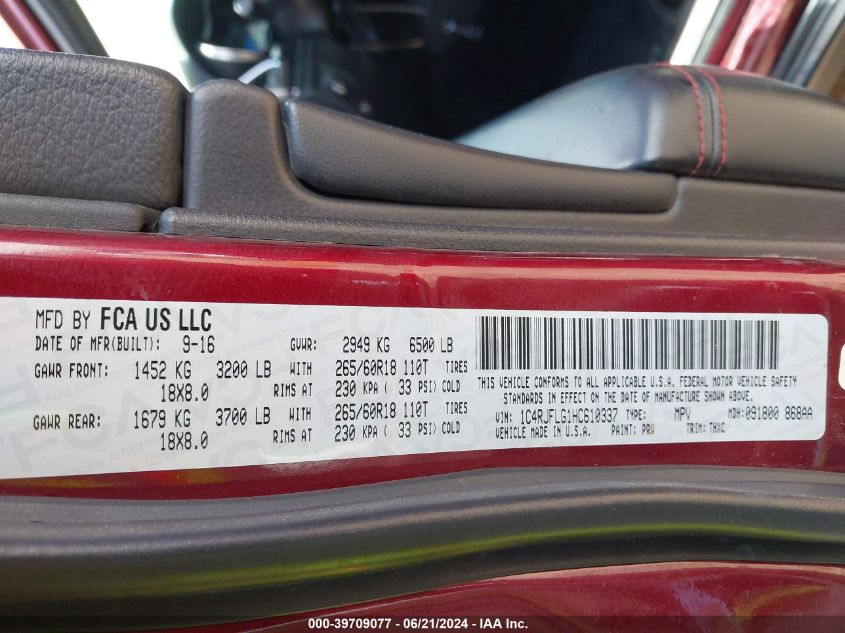 MFD BY FCA US LLC
DATE OF MFR(BUILT): 9-16 GVWR: 2949 KG 6500 LB
GAWR FRONT: 1452 KG 3200 LB WITH 265/60R18 110T TIRES
18X8.0 RIMS AT 230 KPA ( 33 PSI) COLD
GAWR REAR: 1679 KG 3700 LB WITH 265/60R18 110T TIRES
18X8.0 RIMS AT 230 KPA ( 33 PSI) COLD
THIS VEHICLE CONFORMS TO ALL APPLICABLE U.S.A. FEDERAL MOTOR VEHICLE SAFETY
STANDARDS IN EFFECT ON THE DATE OF MANUFACTURE SHOWN ABOVE.
VIN: 1C4RJFLG1HC610337 TYPE: MPV MDH: 091800 868AA
VEHICLE MADE IN U.S.A. PAINT: PRV TRIM: THXC
000-39709077 - 06/21/2024 - IAA Inc.